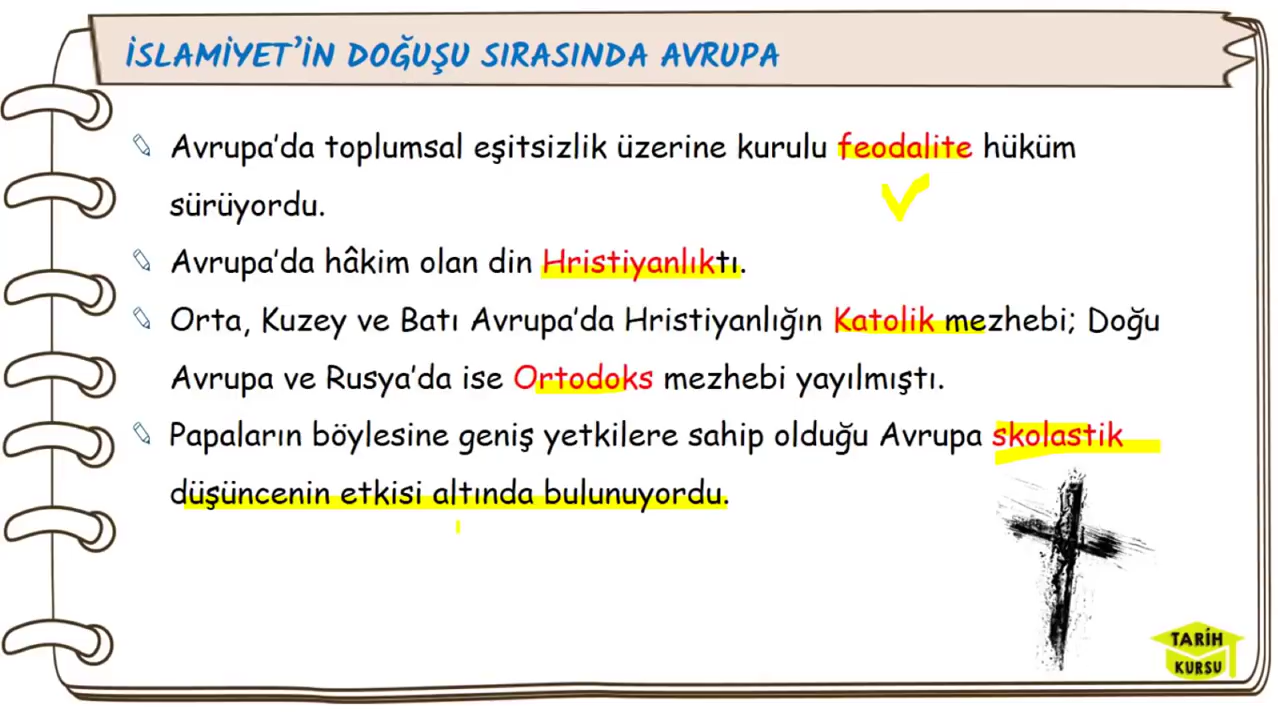 İSLAMİYET'İN DOĞUŞU SIRASINDA AVRUPA
Avrupa'da toplumsal eşitsizlik üzerine kurulu feodalite hüküm
sürüyordu.
Avrupa'da hâkim olan din Hristiyanlıktı.
Orta, Kuzey ve Batı Avrupa'da Hristiyanlığın Katolik mezhebi; Doğu
Avrupa ve Rusya'da ise Ortodoks mezhebi yayılmıştı.
Papaların böylesine geniş yetkilere sahip olduğu Avrupa skolastik
düşüncenin etkisi altında bulunuyordu.
TARİH
KURSU